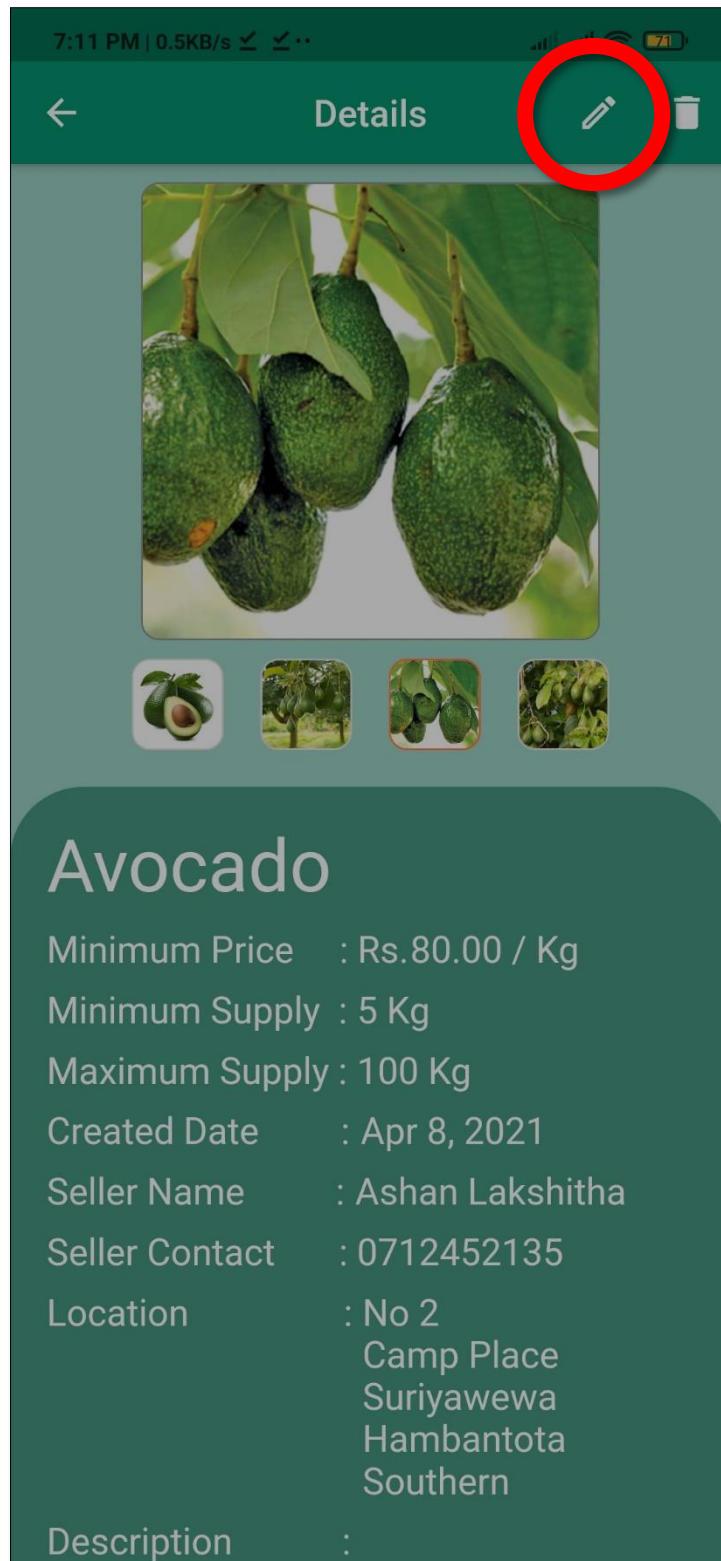 7:11 PM | 0.5KB/s
71
Details
Avocado
Minimum Price : Rs.80.00 / Kg
Minimum Supply : 5 Kg
Maximum Supply : 100 Kg
Created Date : Apr 8, 2021
Seller Name : Ashan Lakshitha
Seller Contact : 0712452135
Location : No 2
Camp Place
Suriyawewa
Hambantota
Southern
Description :